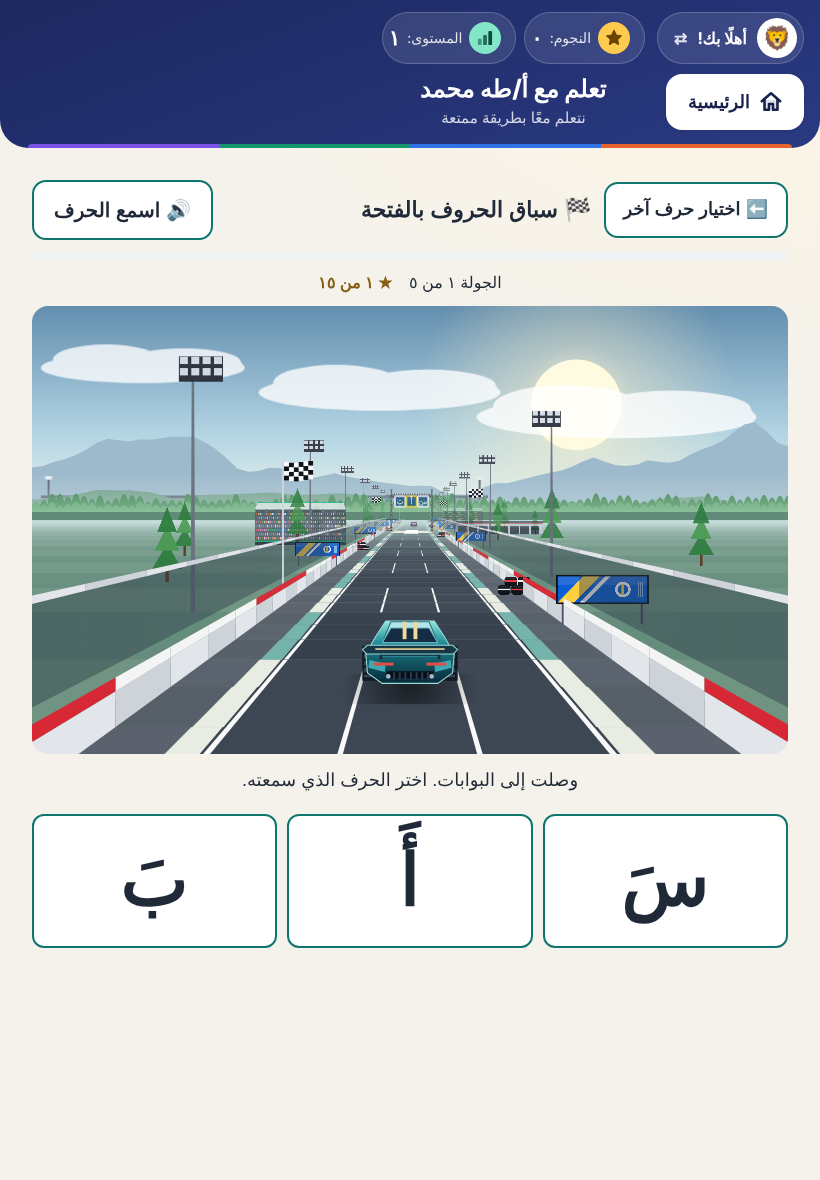 أهلًا بك! ⇄
النجوم: ٠
المستوى: ١
الرئيسية
تعلم مع أ/طه محمد
نتعلم معًا بطريقة ممتعة
اختيار حرف آخر
سباق الحروف بالفتحة
اسمع الحرف
الجولة ١ من ٥ ★ ١ من ١٥
وصلت إلى البوابات. اختر الحرف الذي سمعته.
سَ
أَ
بَ